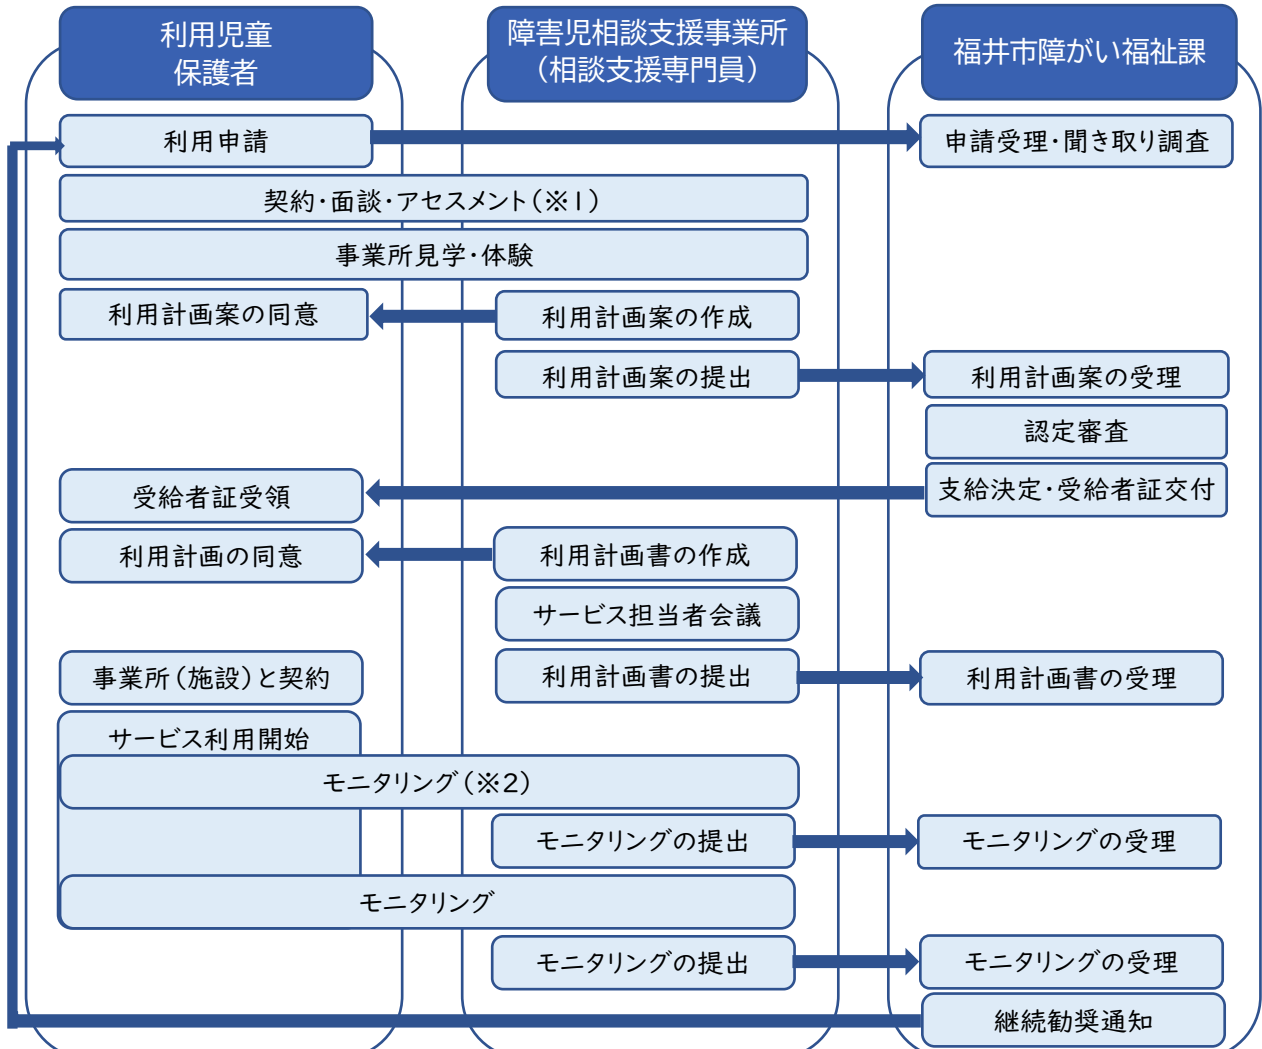 利用児童
保護者
障害児相談支援事業所
（相談支援専門員）
福井市障がい福祉課
利用申請
申請受理・聞き取り調査
契約・面談・アセスメント（※1）
事業所見学・体験
利用計画案の同意
利用計画案の作成
利用計画案の提出
利用計画案の受理
認定審査
受給者証受領
支給決定・受給者証交付
利用計画の同意
利用計画書の作成
サービス担当者会議
事業所（施設）と契約
利用計画書の提出
利用計画書の受理
サービス利用開始
モニタリング（※2）
モニタリングの提出
モニタリングの受理
モニタリング
モニタリングの提出
モニタリングの受理
継続勧奨通知